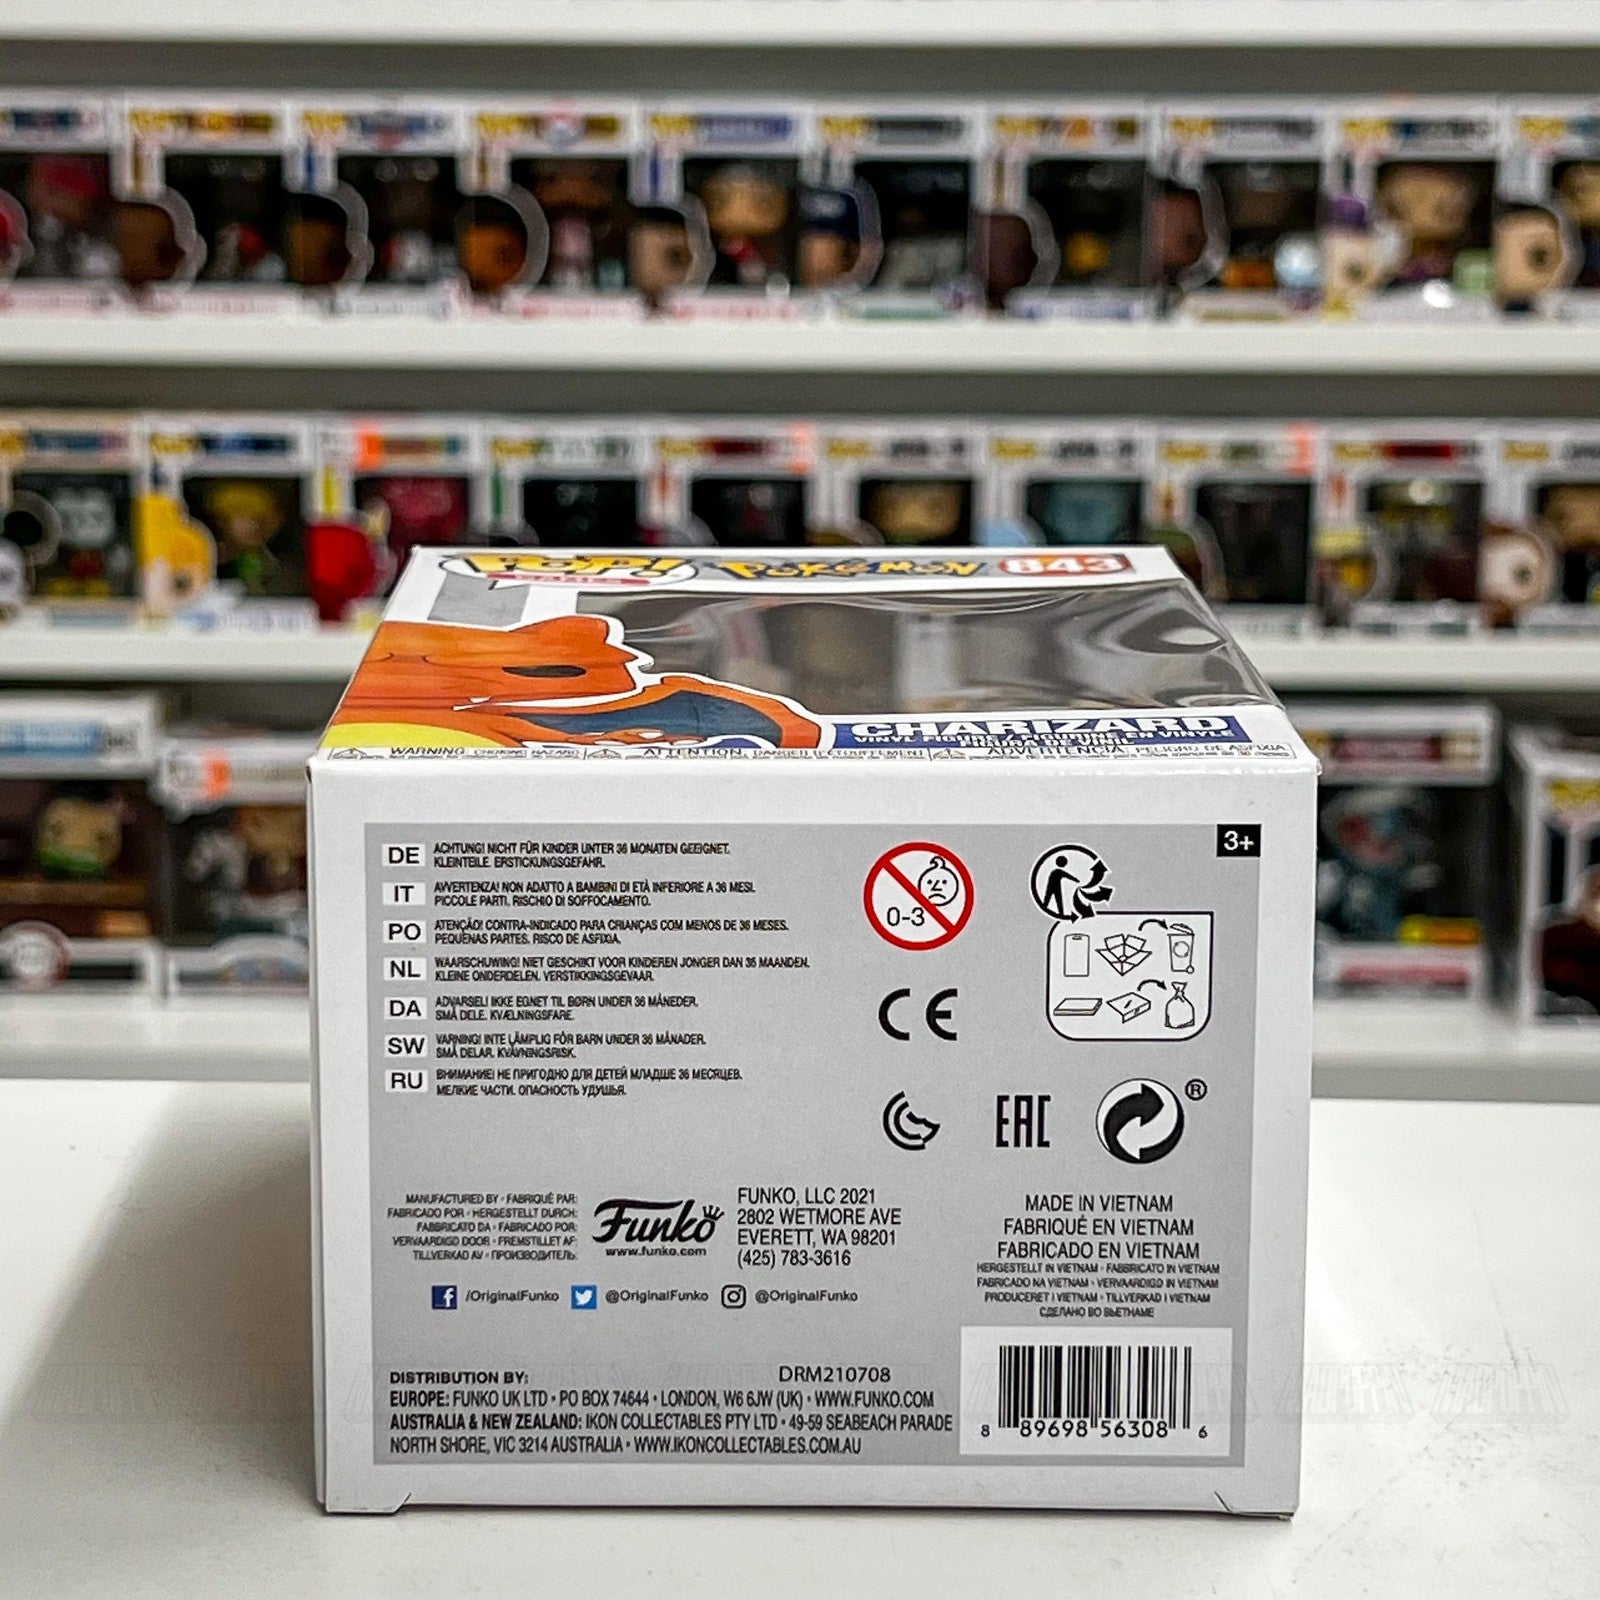 POP!
POKéMON
843
CHARIZARD
WARNING: CHOKING HAZARD
ATTENTION: DANGER D'ÉTOUFFEMENT
ADVERTENCIA: PELIGRO DE ASFIXIA
3+
DE ACHTUNG! NICHT FÜR KINDER UNTER 36 MONATEN GEEIGNET.
KLEINTEILE. ERSTICKUNGSGEFAHR.
IT AVVERTENZA! NON ADATTO A BAMBINI DI ETÀ INFERIORE A 36 MESI.
PICCOLE PARTI. RISCHIO DI SOFFOCAMENTO.
PO ATENÇÃO! CONTRA-INDICADO PARA CRIANÇAS COM MENOS DE 36 MESES.
PEQUENAS PARTES. RISCO DE ASFIXIA.
NL WAARSCHUWING! NIET GESCHIKT VOOR KINDEREN JONGER DAN 36 MAANDEN.
KLEINE ONDERDELEN. VERSTIKKINGSGEVAAR.
DA ADVARSEL! IKKE EGNET TIL BØRN UNDER 36 MÅNEDER.
SMÅ DELE. KVÆLNINGSFARE.
SW VARNING! INTE LÄMPLIG FÖR BARN UNDER 36 MÅNADER.
SMÅ DELAR. KVÄVNINGSRISK.
RU ВНИМАНИЕ! НЕ ПРИГОДНО ДЛЯ ДЕТЕЙ МЛАДШЕ 36 МЕСЯЦЕВ.
МЕЛКИЕ ЧАСТИ. ОПАСНОСТЬ УДУШЬЯ.
0-3
CE
EAC
®
MANUFACTURED BY • FABRIQUÉ PAR:
FABRICADO POR • HERGESTELLT DURCH:
FABBRICATO DA • FABRICADO POR:
VERVAARDIGD DOOR • FREMSTILLET AF:
TILLVERKAD AV • ПРОИЗВОДИТЕЛЬ:
Funko
www.funko.com
FUNKO, LLC 2021
2802 WETMORE AVE
EVERETT, WA 98201
(425) 783-3616
/OriginalFunko @OriginalFunko @OriginalFunko
MADE IN VIETNAM
FABRIQUÉ EN VIETNAM
FABRICADO EN VIETNAM
HERGESTELLT IN VIETNAM • FABBRICATO IN VIETNAM
FABRICADO NA VIETNAM • VERVAARDIGD IN VIETNAM
PRODUCERET I VIETNAM • TILLVERKAD I VIETNAM
СДЕЛАНО ВО ВЬЕТНАМЕ
DISTRIBUTION BY: DRM210708
EUROPE: FUNKO UK LTD • PO BOX 74644 • LONDON, W6 6JW (UK) • WWW.FUNKO.COM
AUSTRALIA & NEW ZEALAND: IKON COLLECTABLES PTY LTD • 49-59 SEABEACH PARADE
NORTH SHORE, VIC 3214 AUSTRALIA • WWW.IKONCOLLECTABLES.COM.AU
8 89698 56308 6